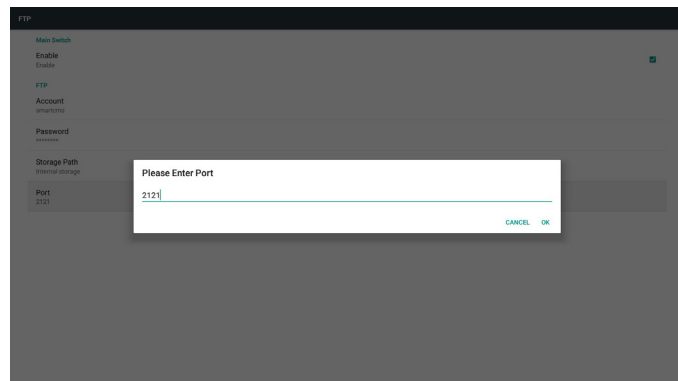 FTP
Main Switch
Enable
Enable
FTP
Account
smartcms
Password
********
Storage Path
Internal storage
Port
2121
Please Enter Port
2121
CANCEL OK